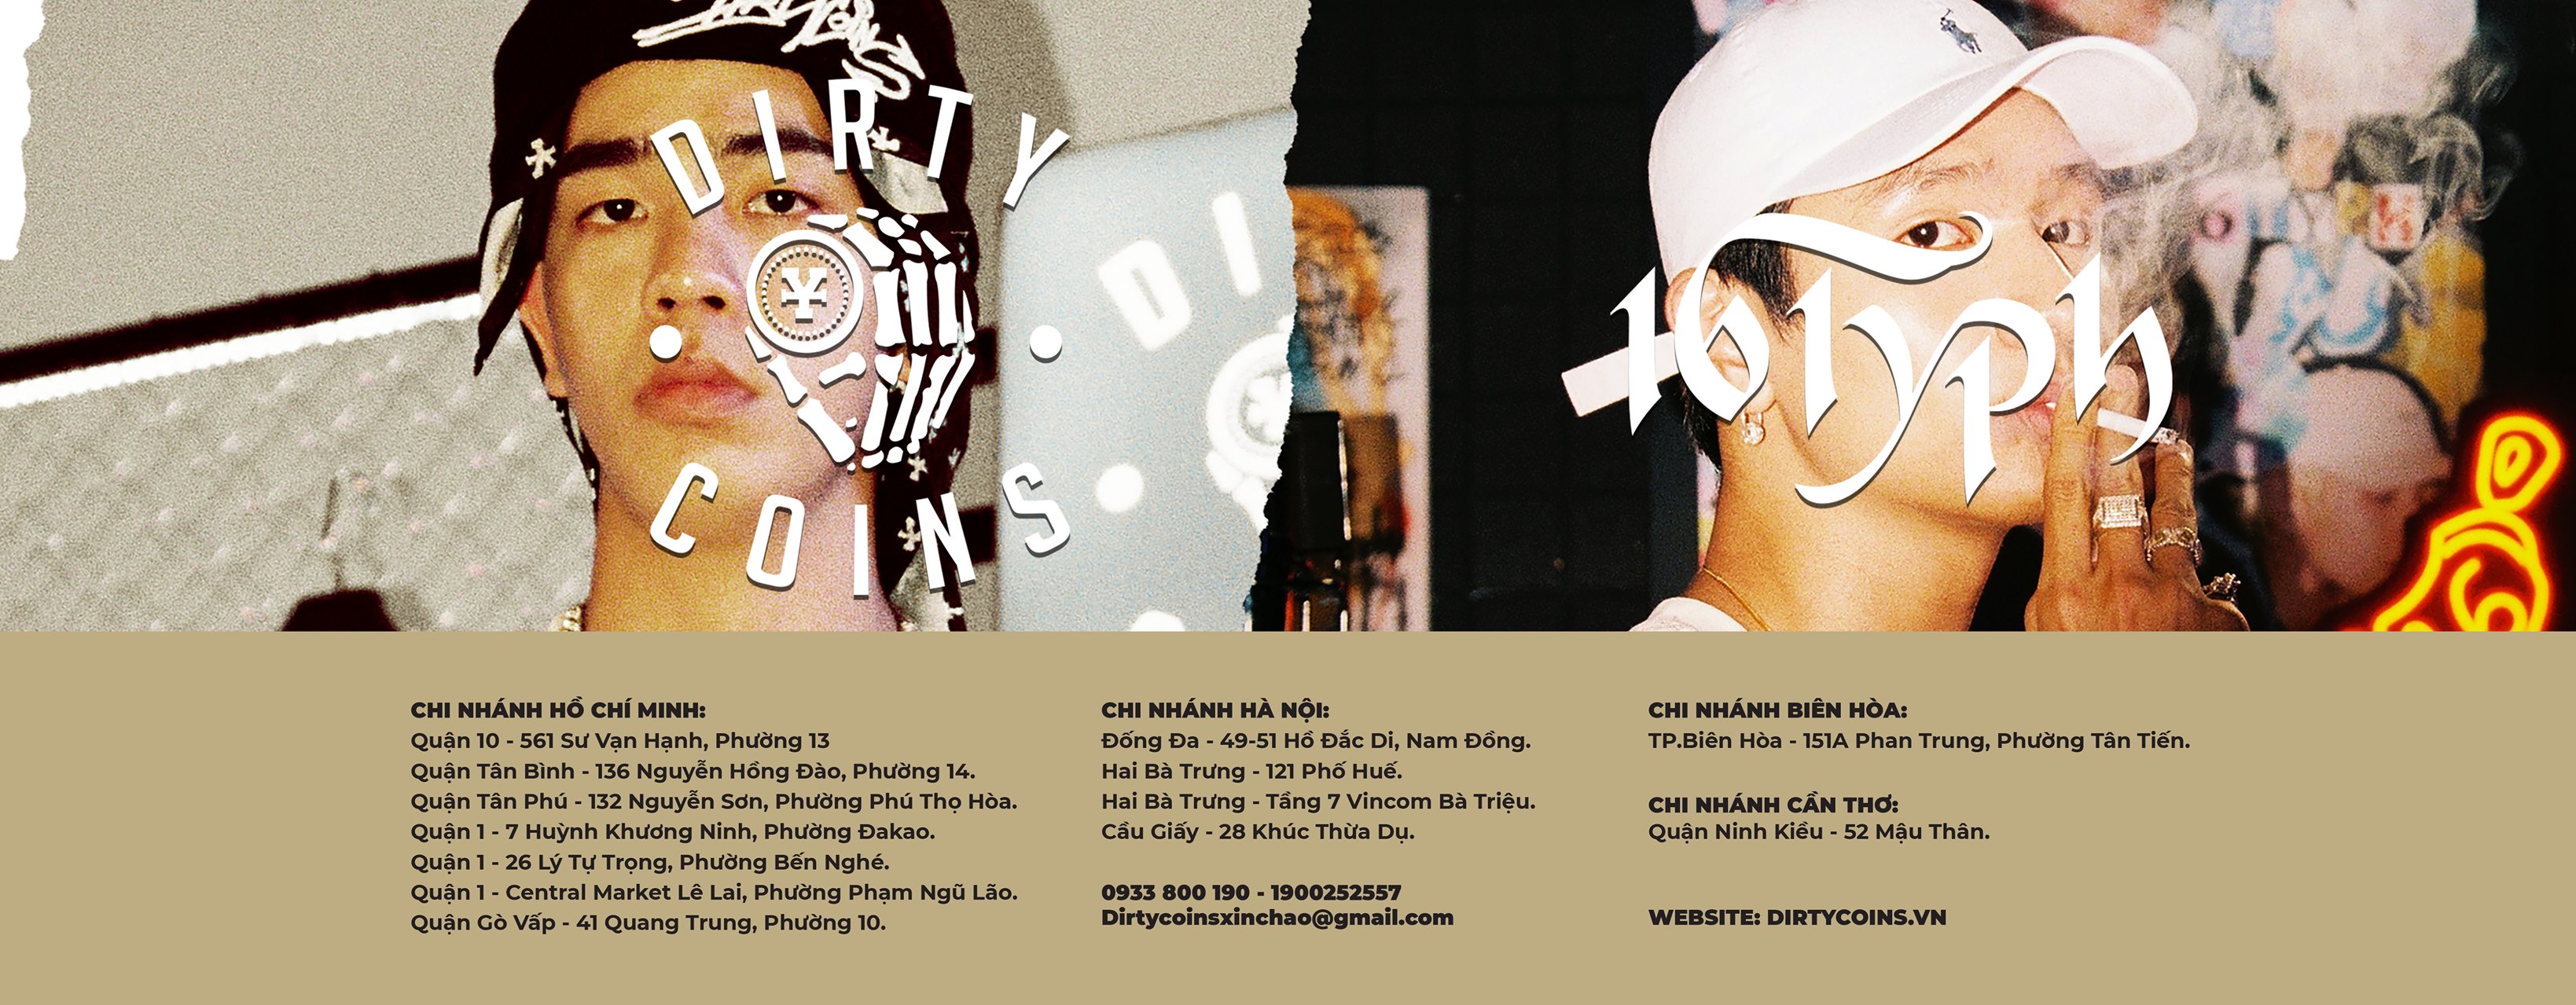 DIRTY
¥
COINS
DI
16Typh
CHI NHÁNH HỒ CHÍ MINH:
Quận 10 - 561 Sư Vạn Hạnh, Phường 13
Quận Tân Bình - 136 Nguyễn Hồng Đào, Phường 14.
Quận Tân Phú - 132 Nguyễn Sơn, Phường Phú Thọ Hòa.
Quận 1 - 7 Huỳnh Khương Ninh, Phường Đakao.
Quận 1 - 26 Lý Tự Trọng, Phường Bến Nghé.
Quận 1 - Central Market Lê Lai, Phường Phạm Ngũ Lão.
Quận Gò Vấp - 41 Quang Trung, Phường 10.
CHI NHÁNH HÀ NỘI:
Đống Đa - 49-51 Hồ Đắc Di, Nam Đồng.
Hai Bà Trưng - 121 Phố Huế.
Hai Bà Trưng - Tầng 7 Vincom Bà Triệu.
Cầu Giấy - 28 Khúc Thừa Dụ.
0933 800 190 - 1900252557
Dirtycoinsxinchao@gmail.com
CHI NHÁNH BIÊN HÒA:
TP.Biên Hòa - 151A Phan Trung, Phường Tân Tiến.
CHI NHÁNH CẦN THƠ:
Quận Ninh Kiều - 52 Mậu Thân.
WEBSITE: DIRTYCOINS.VN